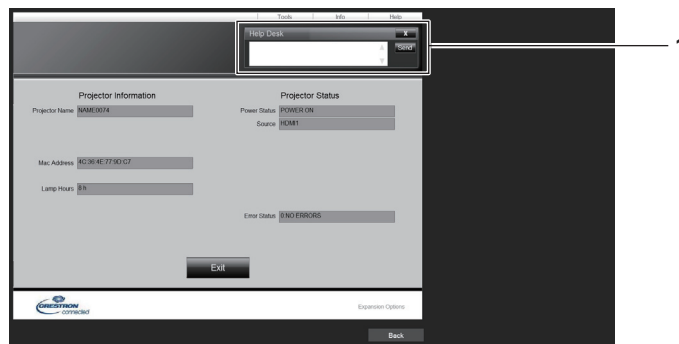 Tools Info Help
Help Desk X
Send
1
Projector Information Projector Status
Projector Name NAME0074 Power Status POWER ON
Source HDMI1
Mac Address 4C:36:4E:77:9D:C7
Lamp Hours 8 h
Error Status 0:NO ERRORS
Exit
CRESTRON
connected
Expansion Options
Back